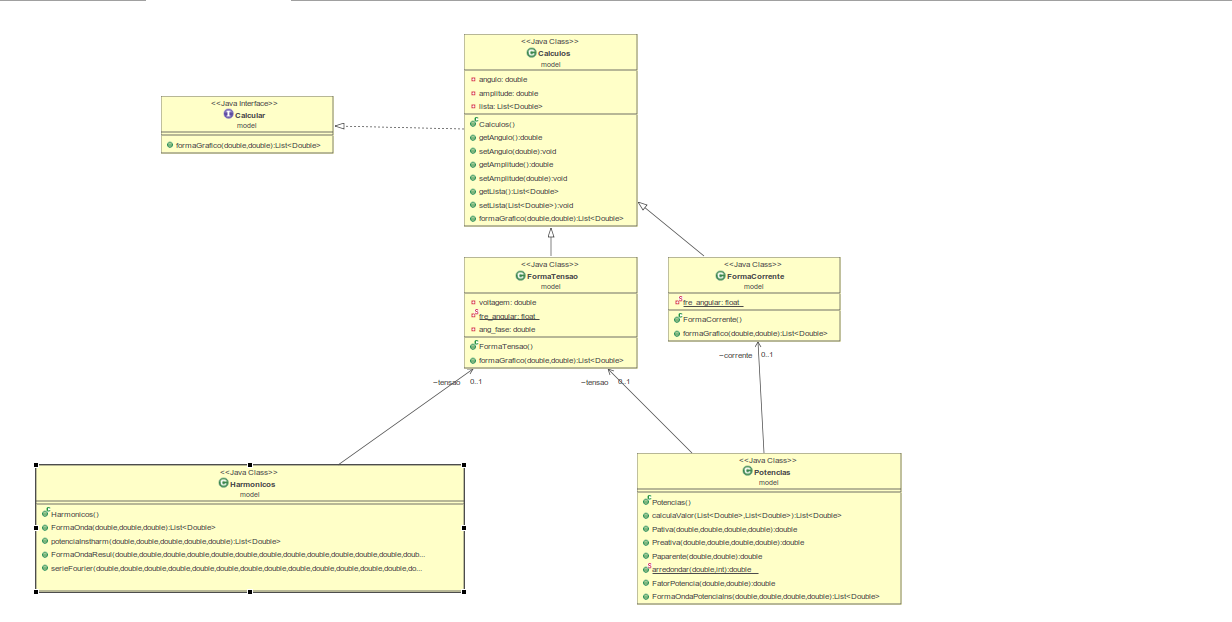 <<Java Class>>
Calculos
model
angulo: double
amplitude: double
lista: List<Double>
Calculos()
getAngulo():double
setAngulo(double):void
getAmplitude():double
setAmplitude(double):void
getLista():List<Double>
setLista(List<Double>):void
formaGrafico(double,double):List<Double>
<<Java Interface>>
Calcular
model
formaGrafico(double,double):List<Double>
<<Java Class>>
FormaTensao
model
voltagem: double
fre_angular: float
ang_fase: double
FormaTensao()
formaGrafico(double,double):List<Double>
<<Java Class>>
FormaCorrente
model
fre_angular: float
FormaCorrente()
formaGrafico(double,double):List<Double>
~tensao 0..1
~tensao 0..1
~corrente 0..1
<<Java Class>>
Harmonicos
model
Harmonicos()
FormaOnda(double,double,double):List<Double>
potenciaInstharm(double,double,double,double,double):List<Double>
FormaOndaResul(double,double,double,double,double,double,double,double,double,double,double,double,doub...
serieFourier(double,double,double,double,double,double,double,double,double,double,double,double,double,do...
<<Java Class>>
Potencias
model
Potencias()
calculaValor(List<Double>,List<Double>):List<Double>
Pativa(double,double,double,double):double
Preativa(double,double,double,double):double
Paparente(double,double):double
arredondar(double,int):double
FatorPotencia(double,double):double
FormaOndaPotenciaIns(double,double,double,double):List<Double>